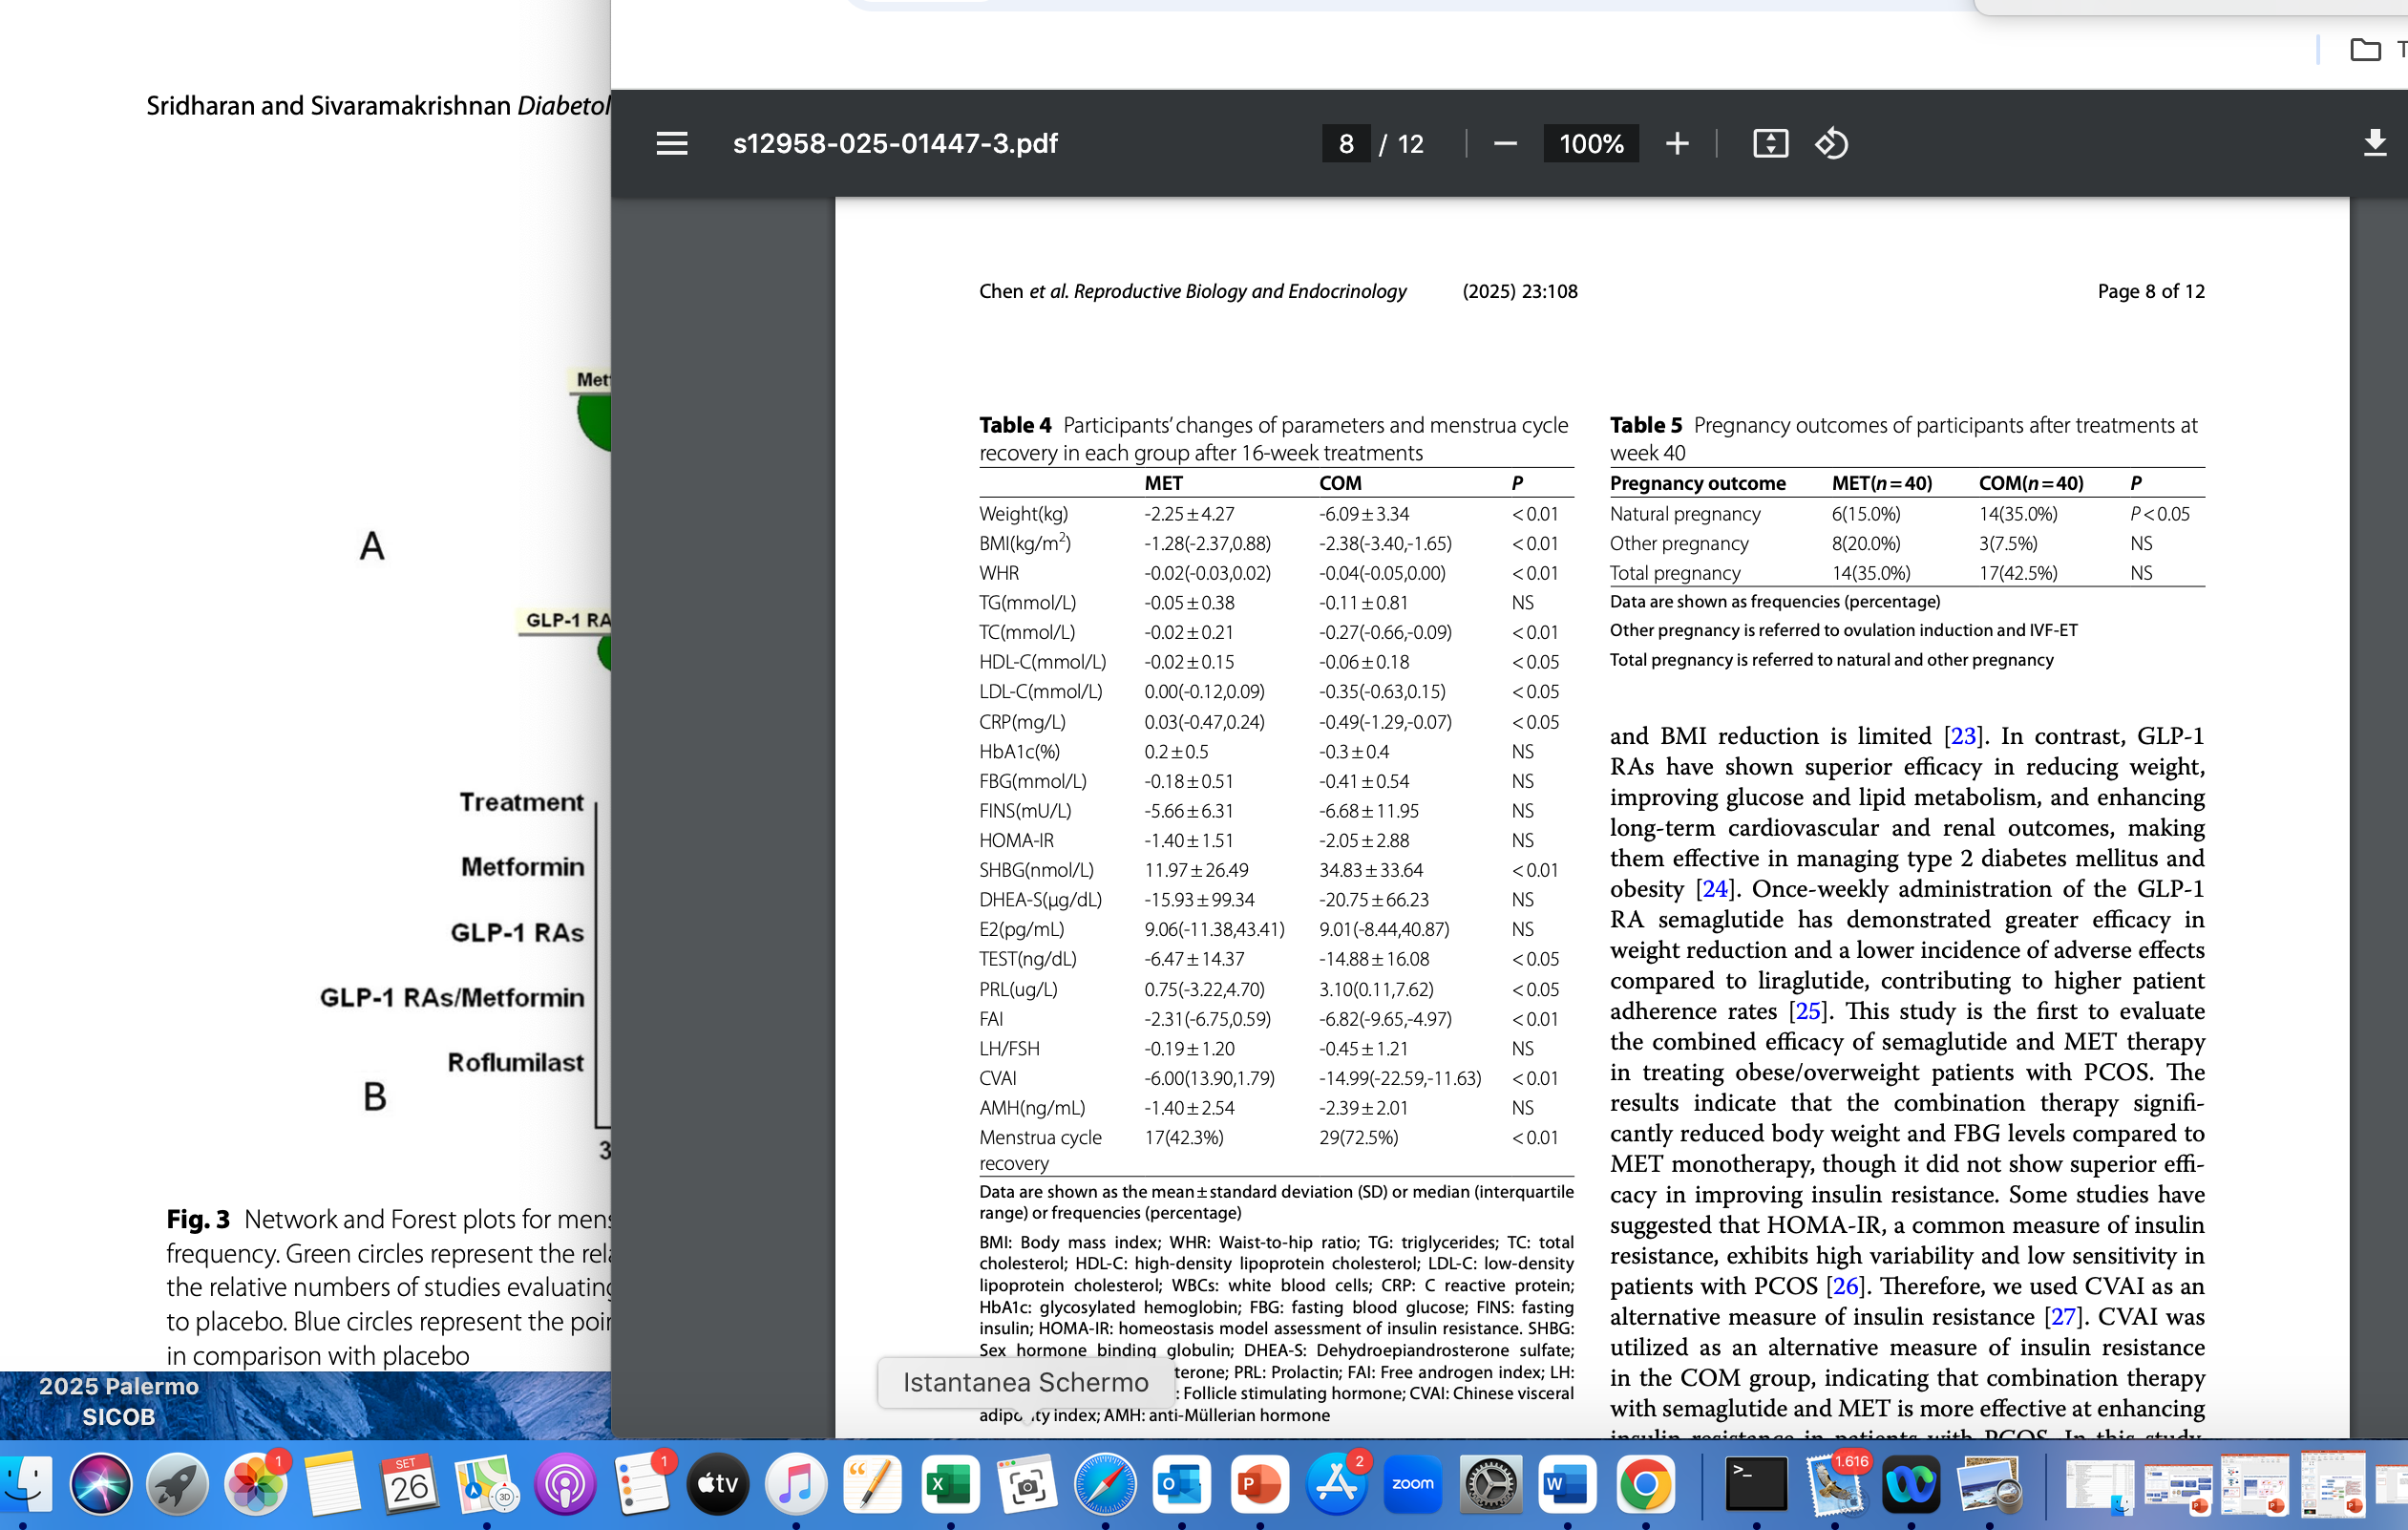 Sridharan and Sivaramakrishnan Diabetol
Met
A
GLP-1 RA
Treatment
Metformin
GLP-1 RAs
GLP-1 RAs/Metformin
Roflumilast
B
3
Fig. 3 Network and Forest plots for mens
frequency. Green circles represent the rela
the relative numbers of studies evaluating
to placebo. Blue circles represent the poin
in comparison with placebo
2025 Palermo
SICOB
s12958-025-01447-3.pdf
8 / 12
100%
Chen et al. Reproductive Biology and Endocrinology (2025) 23:108 Page 8 of 12
Table 4 Participants' changes of parameters and menstrua cycle
recovery in each group after 16-week treatments
MET COM P
Weight(kg) -2.25±4.27 -6.09±3.34 <0.01
BMI(kg/m²) -1.28(-2.37,0.88) -2.38(-3.40,-1.65) <0.01
WHR -0.02(-0.03,0.02) -0.04(-0.05,0.00) <0.01
TG(mmol/L) -0.05±0.38 -0.11±0.81 NS
TC(mmol/L) -0.02±0.21 -0.27(-0.66,-0.09) <0.01
HDL-C(mmol/L) -0.02±0.15 -0.06±0.18 <0.05
LDL-C(mmol/L) 0.00(-0.12,0.09) -0.35(-0.63,0.15) <0.05
CRP(mg/L) 0.03(-0.47,0.24) -0.49(-1.29,-0.07) <0.05
HbA1c(%) 0.2±0.5 -0.3±0.4 NS
FBG(mmol/L) -0.18±0.51 -0.41±0.54 NS
FINS(mU/L) -5.66±6.31 -6.68±11.95 NS
HOMA-IR -1.40±1.51 -2.05±2.88 NS
SHBG(nmol/L) 11.97±26.49 34.83±33.64 <0.01
DHEA-S(μg/dL) -15.93±99.34 -20.75±66.23 NS
E2(pg/mL) 9.06(-11.38,43.41) 9.01(-8.44,40.87) NS
TEST(ng/dL) -6.47±14.37 -14.88±16.08 <0.05
PRL(ug/L) 0.75(-3.22,4.70) 3.10(0.11,7.62) <0.05
FAI -2.31(-6.75,0.59) -6.82(-9.65,-4.97) <0.01
LH/FSH -0.19±1.20 -0.45±1.21 NS
CVAI -6.00(13.90,1.79) -14.99(-22.59,-11.63) <0.01
AMH(ng/mL) -1.40±2.54 -2.39±2.01 NS
Menstrua cycle 17(42.3%) 29(72.5%) <0.01
recovery
Data are shown as the mean±standard deviation (SD) or median (interquartile
range) or frequencies (percentage)
BMI: Body mass index; WHR: Waist-to-hip ratio; TG: triglycerides; TC: total
cholesterol; HDL-C: high-density lipoprotein cholesterol; LDL-C: low-density
lipoprotein cholesterol; WBCs: white blood cells; CRP: C reactive protein;
HbA1c: glycosylated hemoglobin; FBG: fasting blood glucose; FINS: fasting
insulin; HOMA-IR: homeostasis model assessment of insulin resistance. SHBG:
Sex hormone binding globulin; DHEA-S: Dehydroepiandrosterone sulfate;
terone; PRL: Prolactin; FAI: Free androgen index; LH:
: Follicle stimulating hormone; CVAI: Chinese visceral
adiposity index; AMH: anti-Müllerian hormone
Istantanea Schermo
Table 5 Pregnancy outcomes of participants after treatments at
week 40
Pregnancy outcome MET(n=40) COM(n=40) P
Natural pregnancy 6(15.0%) 14(35.0%) P<0.05
Other pregnancy 8(20.0%) 3(7.5%) NS
Total pregnancy 14(35.0%) 17(42.5%) NS
Data are shown as frequencies (percentage)
Other pregnancy is referred to ovulation induction and IVF-ET
Total pregnancy is referred to natural and other pregnancy
and BMI reduction is limited [23]. In contrast, GLP-1
RAs have shown superior efficacy in reducing weight,
improving glucose and lipid metabolism, and enhancing
long-term cardiovascular and renal outcomes, making
them effective in managing type 2 diabetes mellitus and
obesity [24]. Once-weekly administration of the GLP-1
RA semaglutide has demonstrated greater efficacy in
weight reduction and a lower incidence of adverse effects
compared to liraglutide, contributing to higher patient
adherence rates [25]. This study is the first to evaluate
the combined efficacy of semaglutide and MET therapy
in treating obese/overweight patients with PCOS. The
results indicate that the combination therapy signifi-
cantly reduced body weight and FBG levels compared to
MET monotherapy, though it did not show superior effi-
cacy in improving insulin resistance. Some studies have
suggested that HOMA-IR, a common measure of insulin
resistance, exhibits high variability and low sensitivity in
patients with PCOS [26]. Therefore, we used CVAI as an
alternative measure of insulin resistance [27]. CVAI was
utilized as an alternative measure of insulin resistance
in the COM group, indicating that combination therapy
with semaglutide and MET is more effective at enhancing
insulin resistance in patients with PCOS. In this study,
1
SET
26
3D
1
tv
2
zoom
1.616